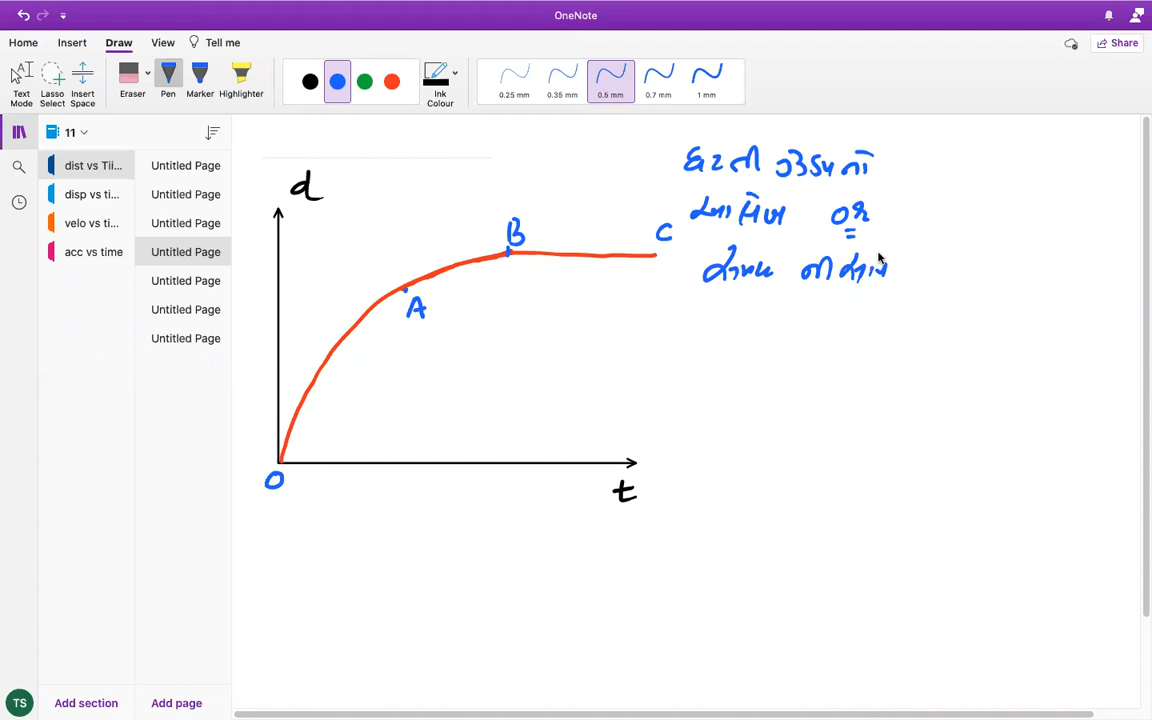 OneNote
Home Insert Draw View Tell me
Share
Text Mode
Lasso Select
Insert Space
Eraser
Pen
Marker
Highlighter
Ink Colour
0.25 mm
0.35 mm
0.5 mm
0.7 mm
1 mm
11
dist vs Tii...
disp vs ti...
velo vs ti...
acc vs time
Untitled Page
Untitled Page
Untitled Page
Untitled Page
Untitled Page
Untitled Page
Untitled Page
d
B
C
A
O
t
or
TS
Add section
Add page